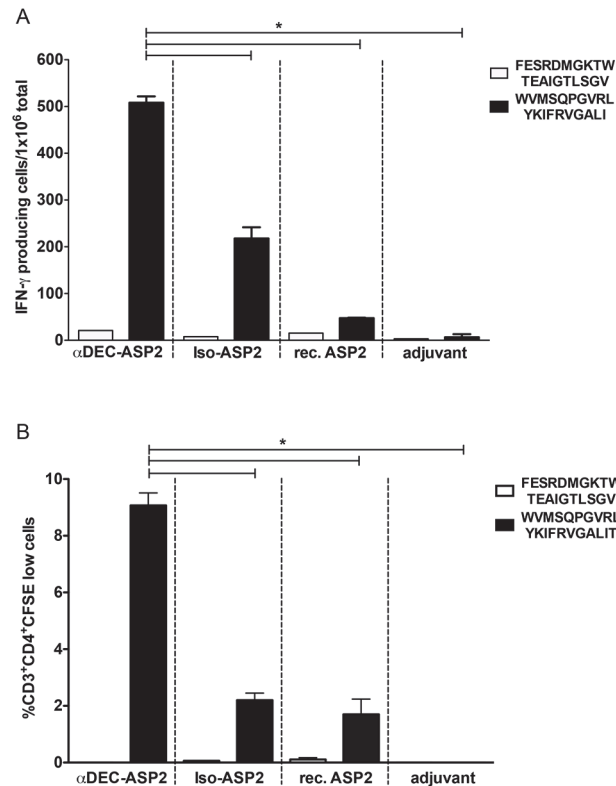 A
*
600
500
400
300
200
100
0
IFN-γ producing cells/1x10⁶ total
FESRDMGKTW
TEAIGTLSGV
WVMSQPGVRL
YKIFRVGALI
αDEC-ASP2
Iso-ASP2
rec. ASP2
adjuvant
B
*
10
8
6
4
2
0
%CD3⁺CD4⁺CFSE low cells
FESRDMGKTW
TEAIGTLSGV
WVMSQPGVRL
YKIFRVGALIT
αDEC-ASP2
Iso-ASP2
rec. ASP2
adjuvant